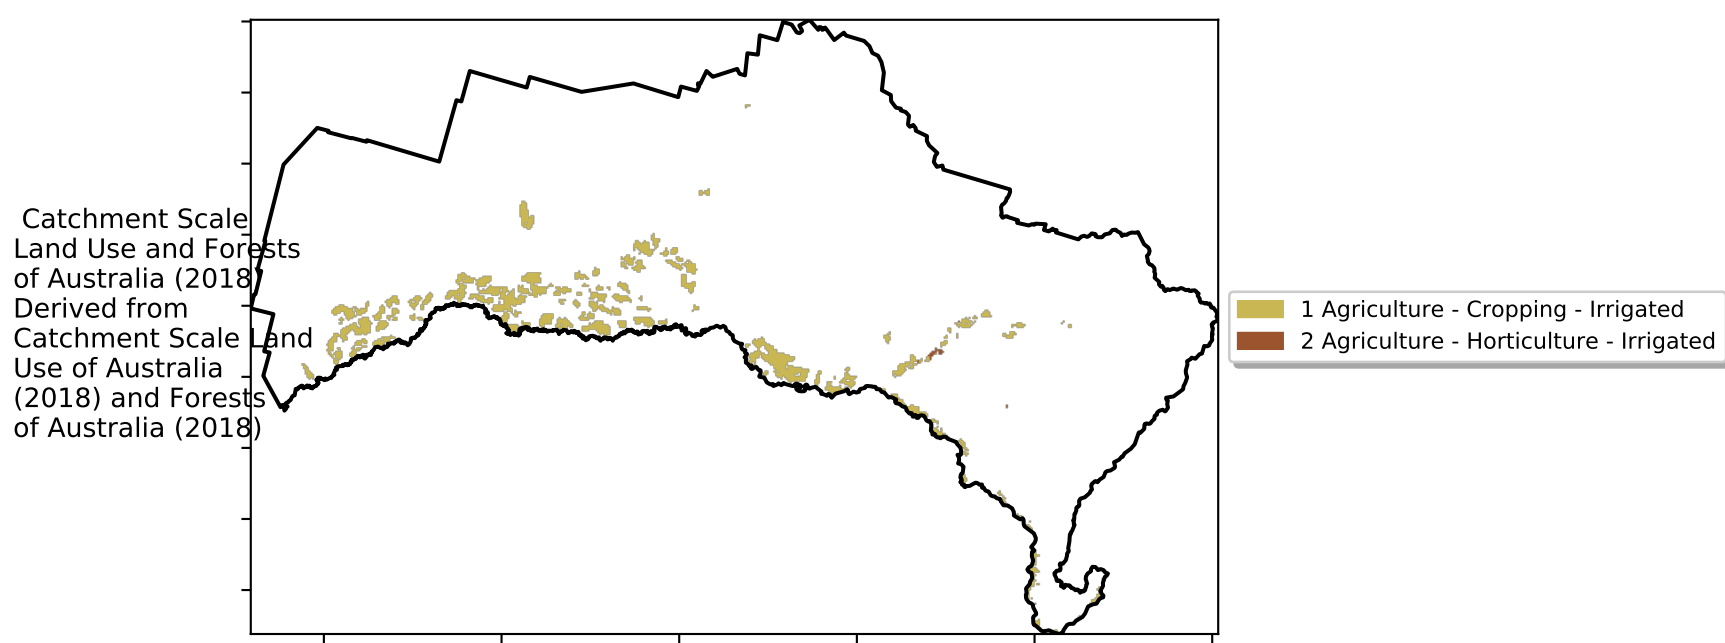 Catchment Scale
Land Use and Forests
of Australia (2018)
Derived from
Catchment Scale Land
Use of Australia
(2018) and Forests
of Australia (2018)
1 Agriculture - Cropping - Irrigated
2 Agriculture - Horticulture - Irrigated